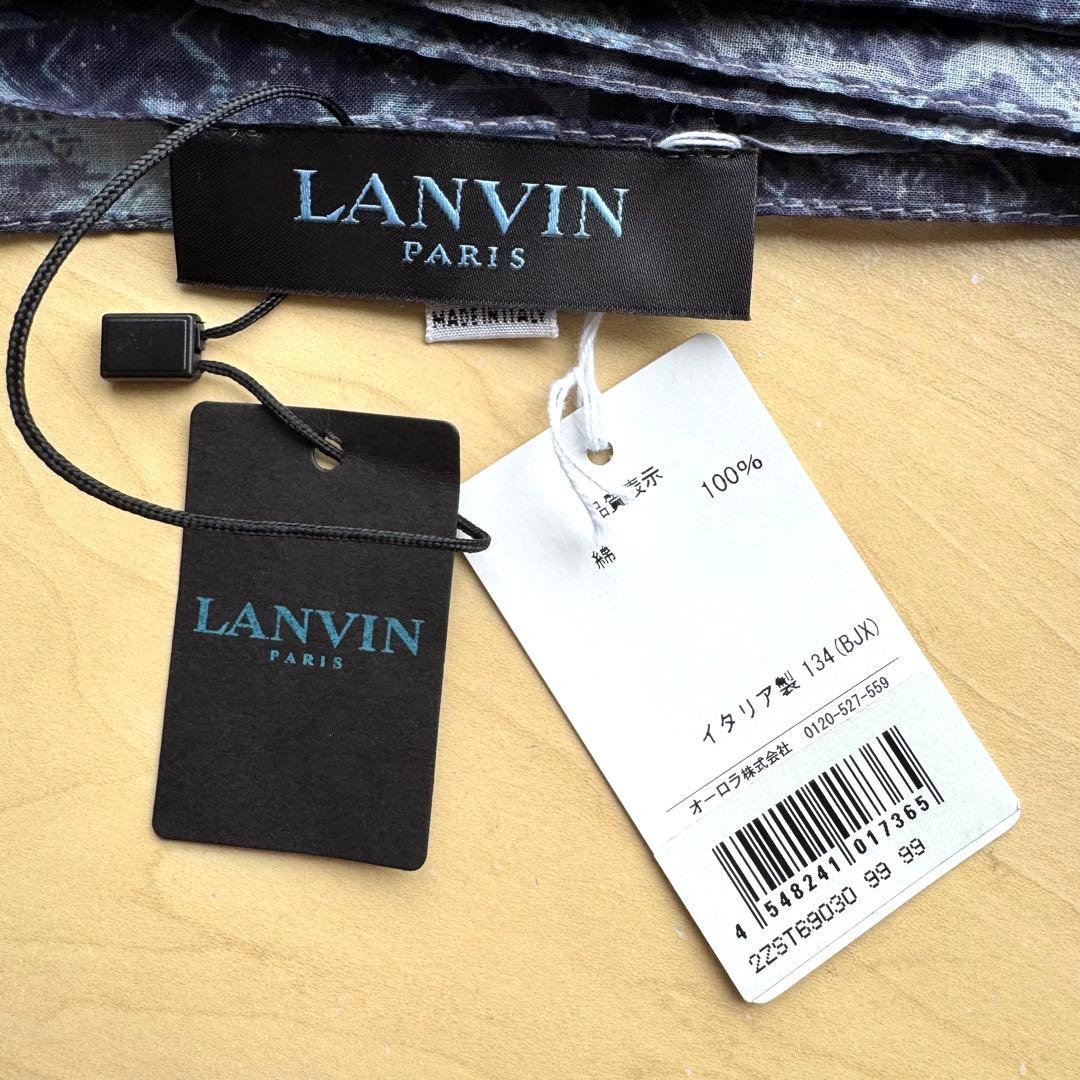 LANVIN
PARIS
MADE IN ITALY
LANVIN
PARIS
品質表示
綿 100%
イタリア製 134(BJX)
オーロラ株式会社 0120-527-559
4 548241 017365
2ZST69030 99 99